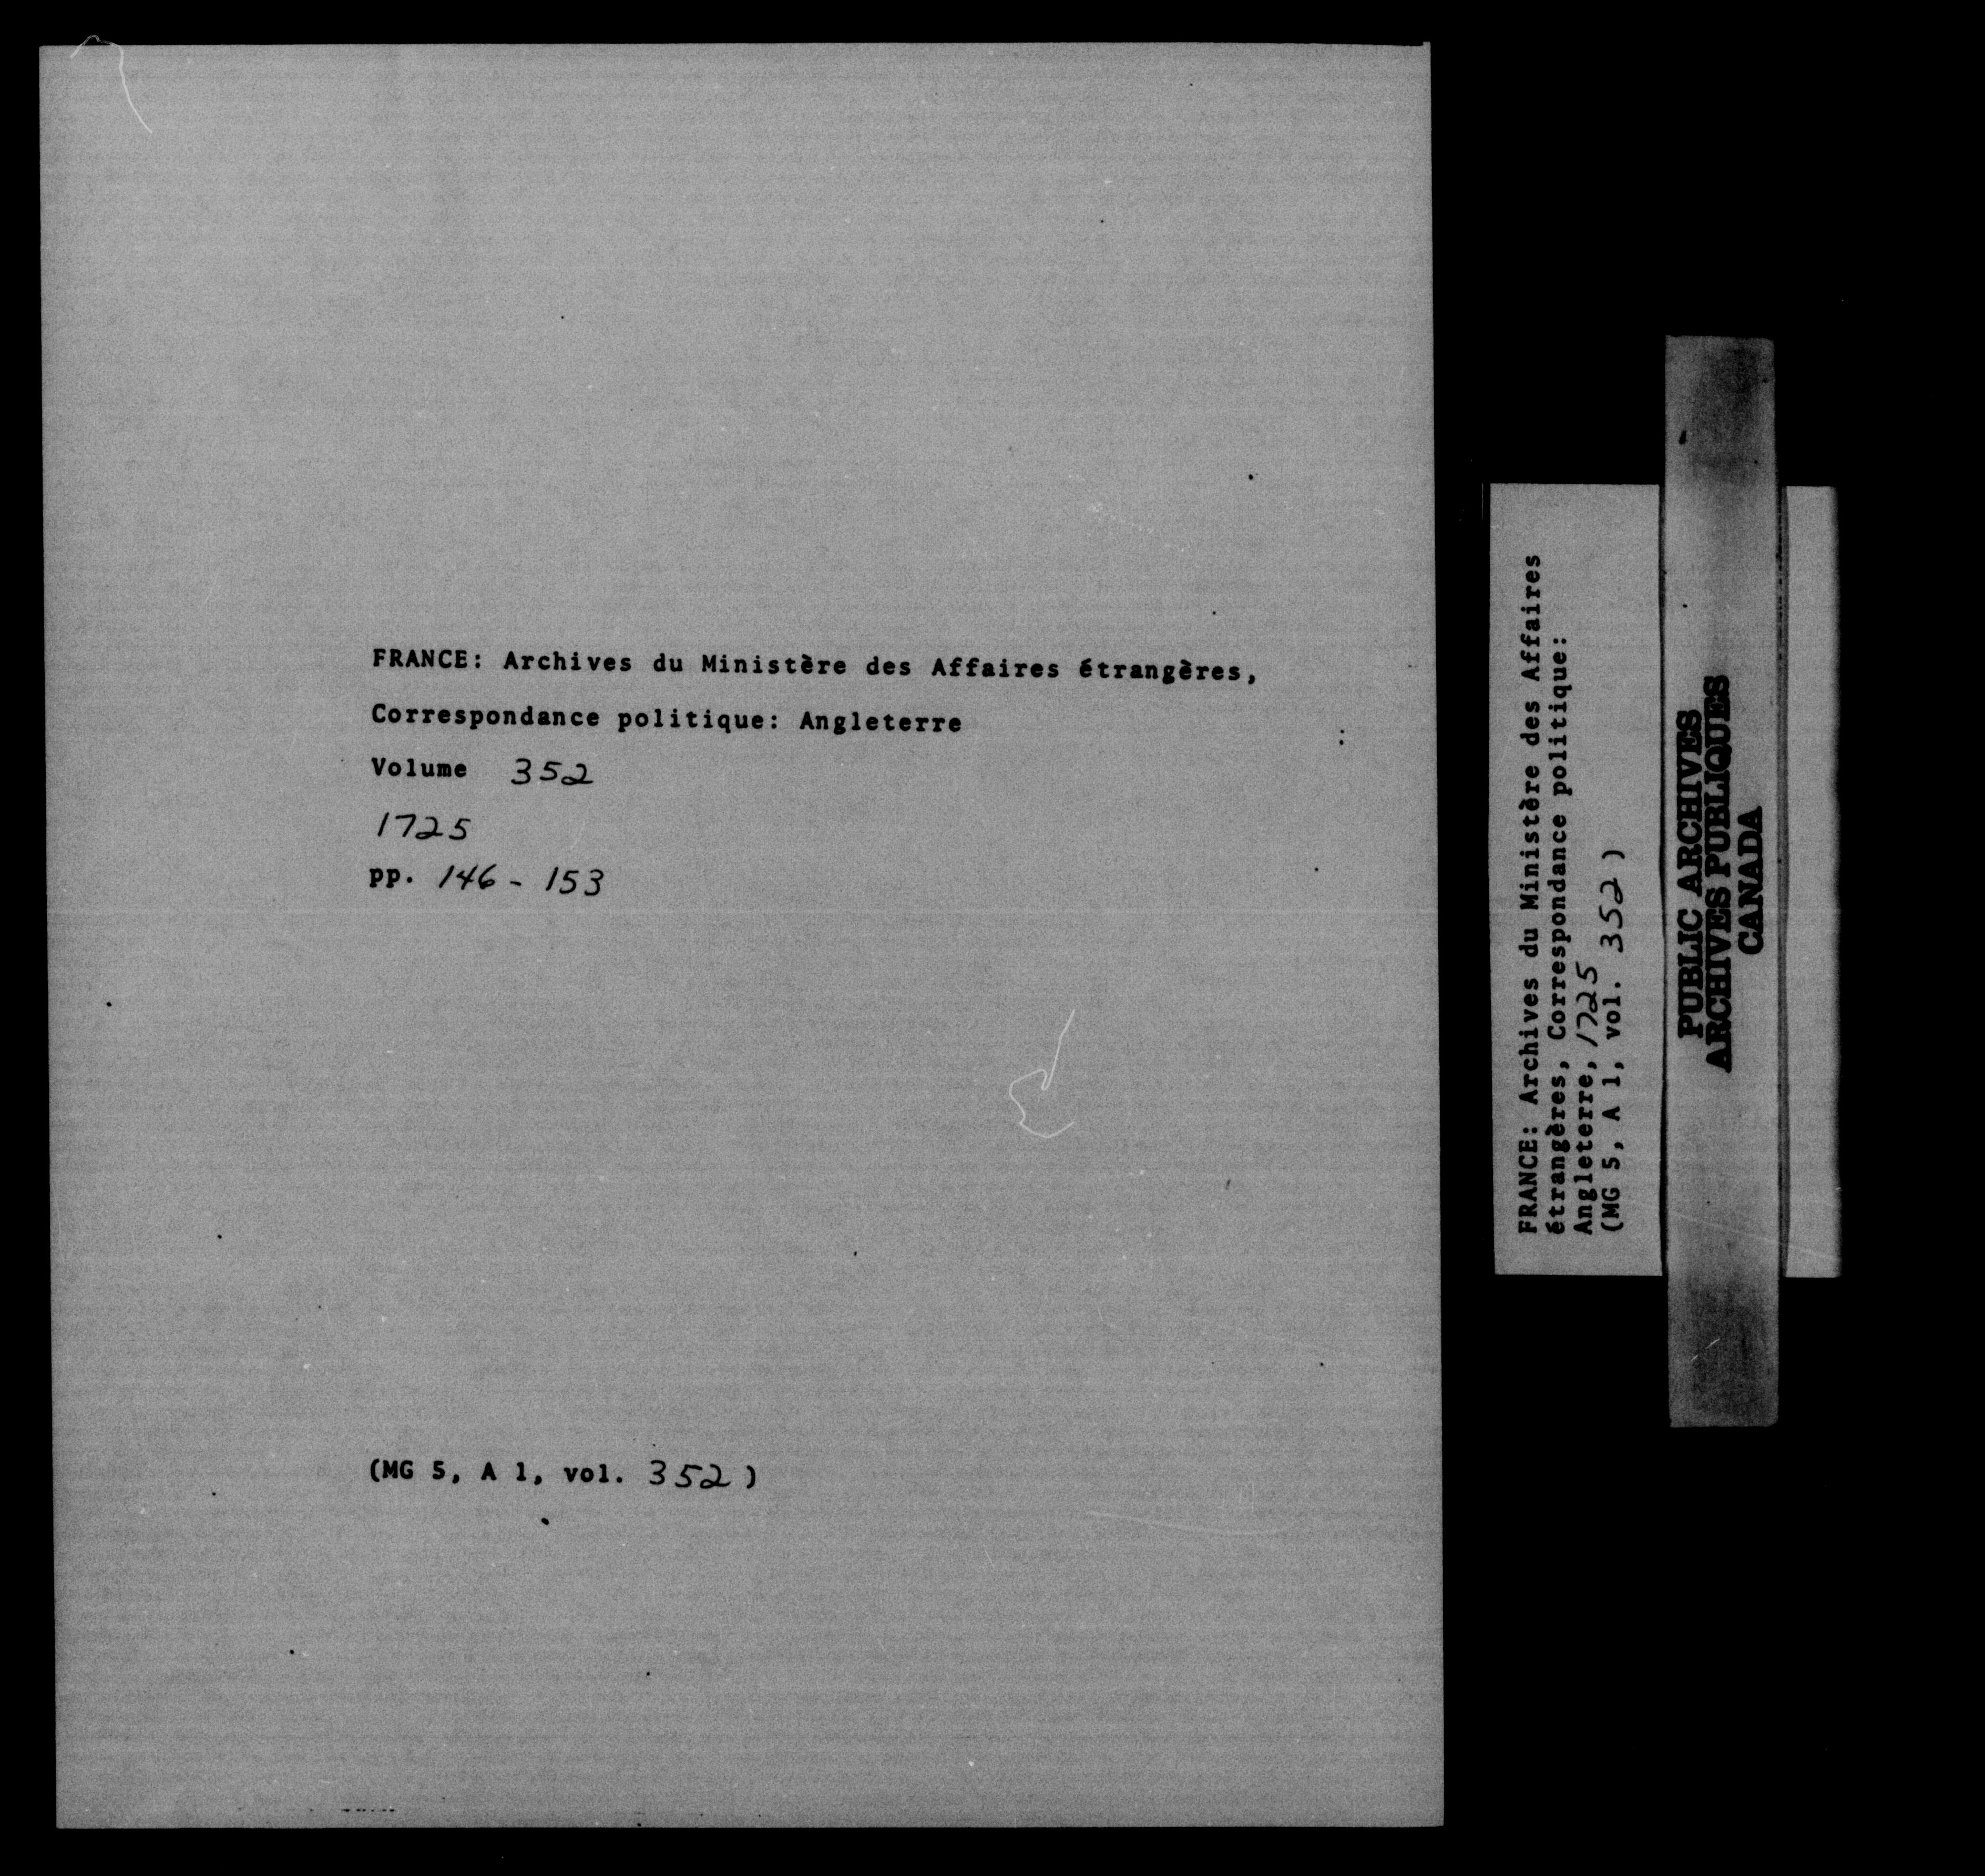 FRANCE: Archives du Ministère des Affaires étrangères,
Correspondance politique: Angleterre
Volume 352
1725
pp. 146 - 153
(MG 5, A 1, vol. 352)
FRANCE: Archives du Ministère des Affaires
étrangères, Correspondance politique:
Angleterre, 1725
(MG 5, A 1, vol. 352)
PUBLIC ARCHIVES
ARCHIVES PUBLIQUES
CANADA